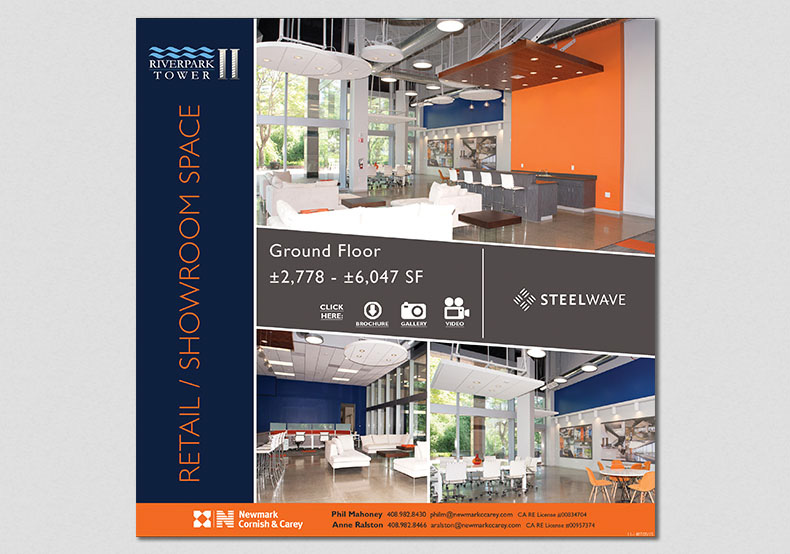 RIVERPARK
TOWER II
RETAIL / SHOWROOM SPACE
Ground Floor
±2,778 - ±6,047 SF
CLICK
HERE:
BROCHURE
GALLERY
VIDEO
STEELWAVE
Newmark
Cornish & Carey
Phil Mahoney 408.982.8430 philm@newmarkccarey.com CA RE License #00834704
Anne Ralston 408.982.8466 aralston@newmarkccarey.com CA RE License #00957374